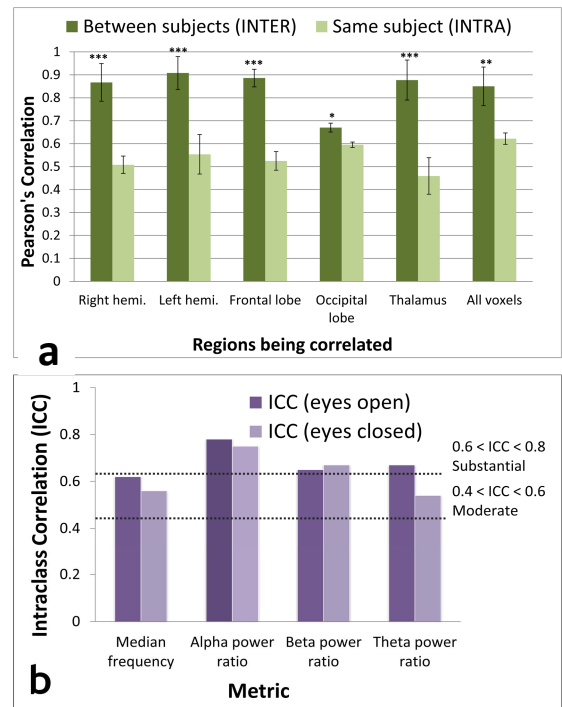 Between subjects (INTER) Same subject (INTRA)
Pearson's Correlation
1
0.9
0.8
0.7
0.6
0.5
0.4
0.3
0.2
0.1
0
***
***
***
*
***
**
Right hemi. Left hemi. Frontal lobe Occipital lobe Thalamus All voxels
Regions being correlated
a
Intraclass Correlation (ICC)
1
0.8
0.6
0.4
0.2
0
ICC (eyes open)
ICC (eyes closed)
0.6 < ICC < 0.8
Substantial
0.4 < ICC < 0.6
Moderate
Median frequency Alpha power ratio Beta power ratio Theta power ratio
Metric
b